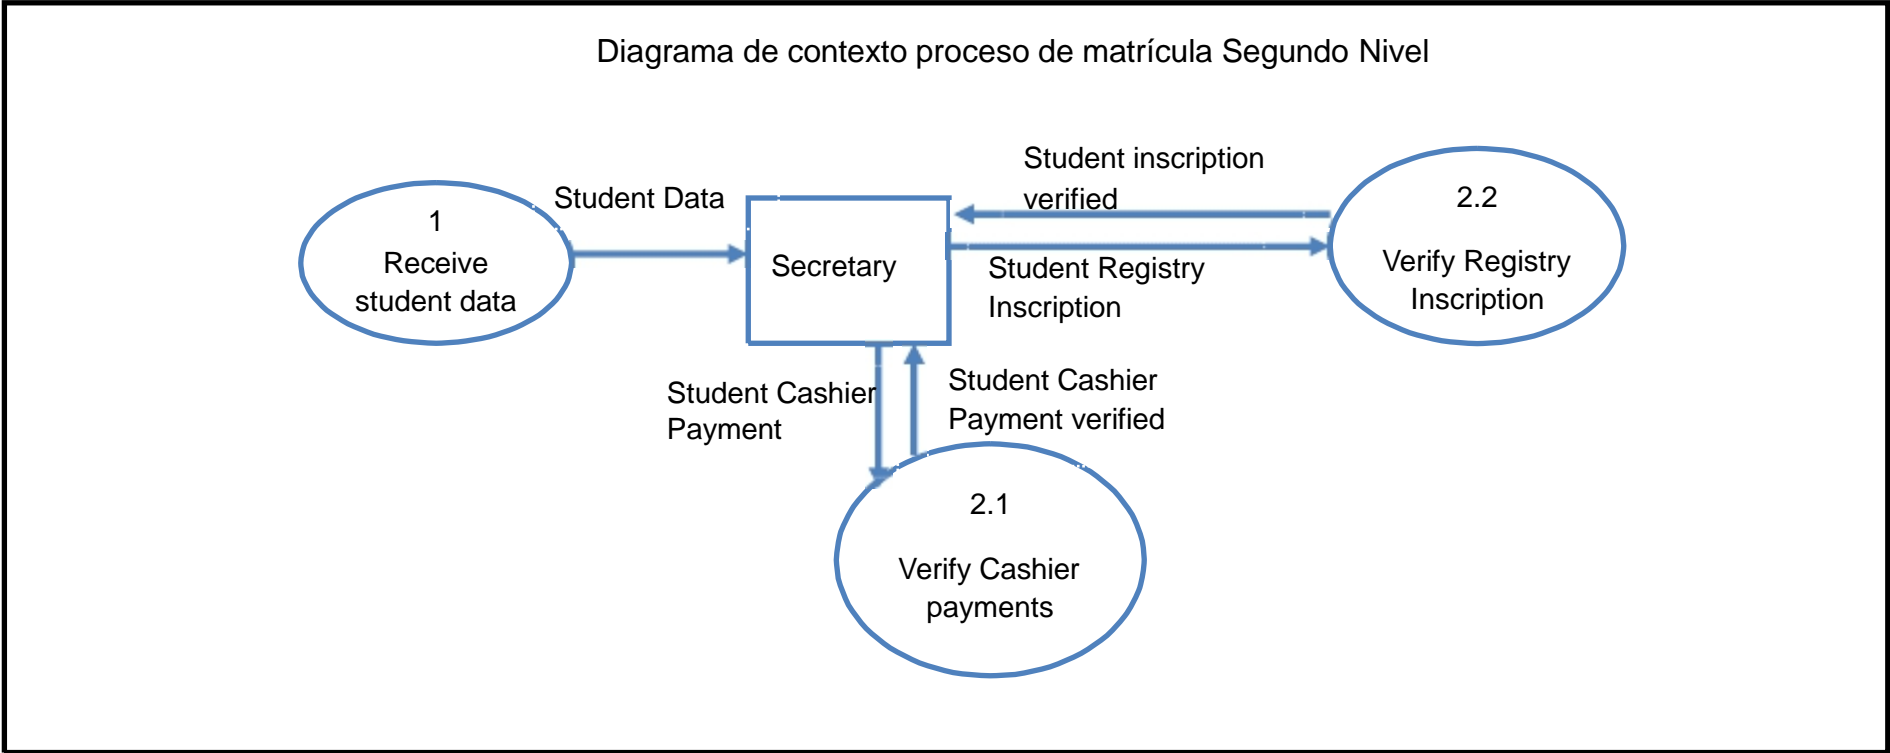 Diagrama de contexto proceso de matrícula Segundo Nivel
1
Receive
student data
Student Data
Secretary
Student inscription
verified
Student Registry
Inscription
2.2
Verify Registry
Inscription
Student Cashier
Payment
Student Cashier
Payment verified
2.1
Verify Cashier
payments